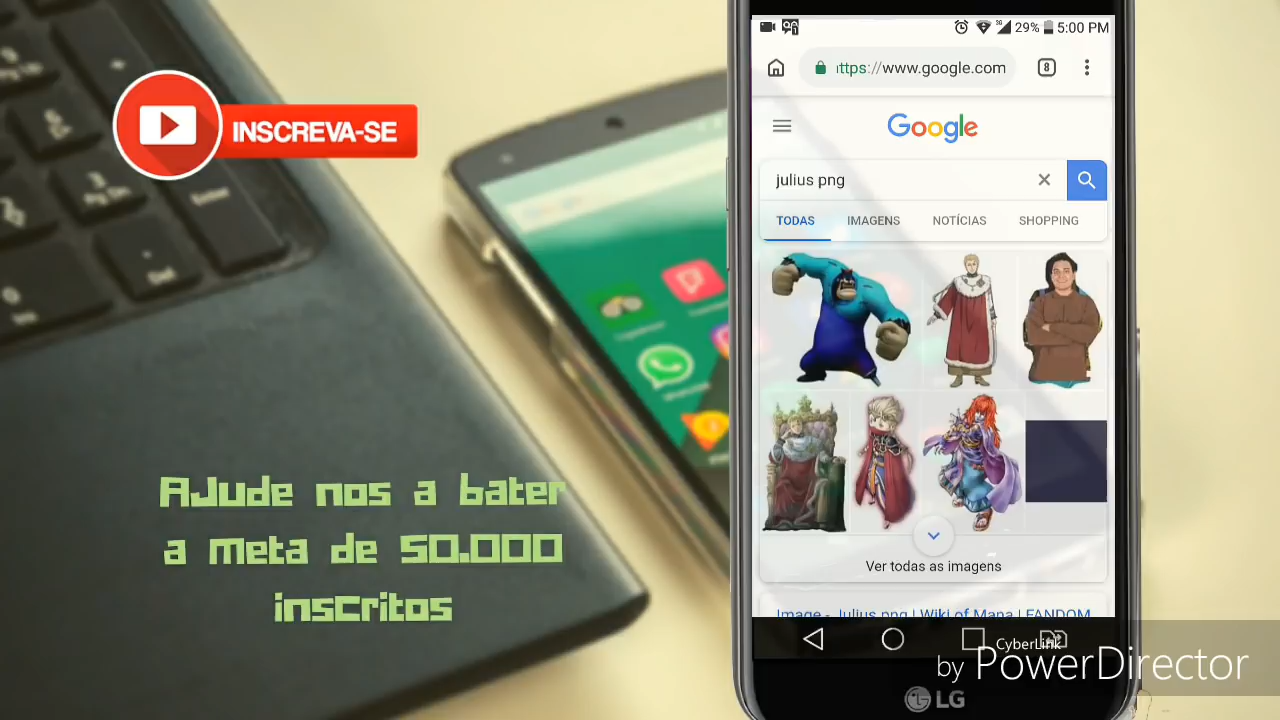 INSCREVA-SE
AJude nos a bater
a Meta de 50.000
insCritos
29% 5:00 PM
ttps://www.google.com
8
Google
julius png
TODAS IMAGENS NOTÍCIAS SHOPPING
Ver todas as imagens
Image - Julius.png | Wiki of Mana | FANDOM
CyberLink
by PowerDirector
LG